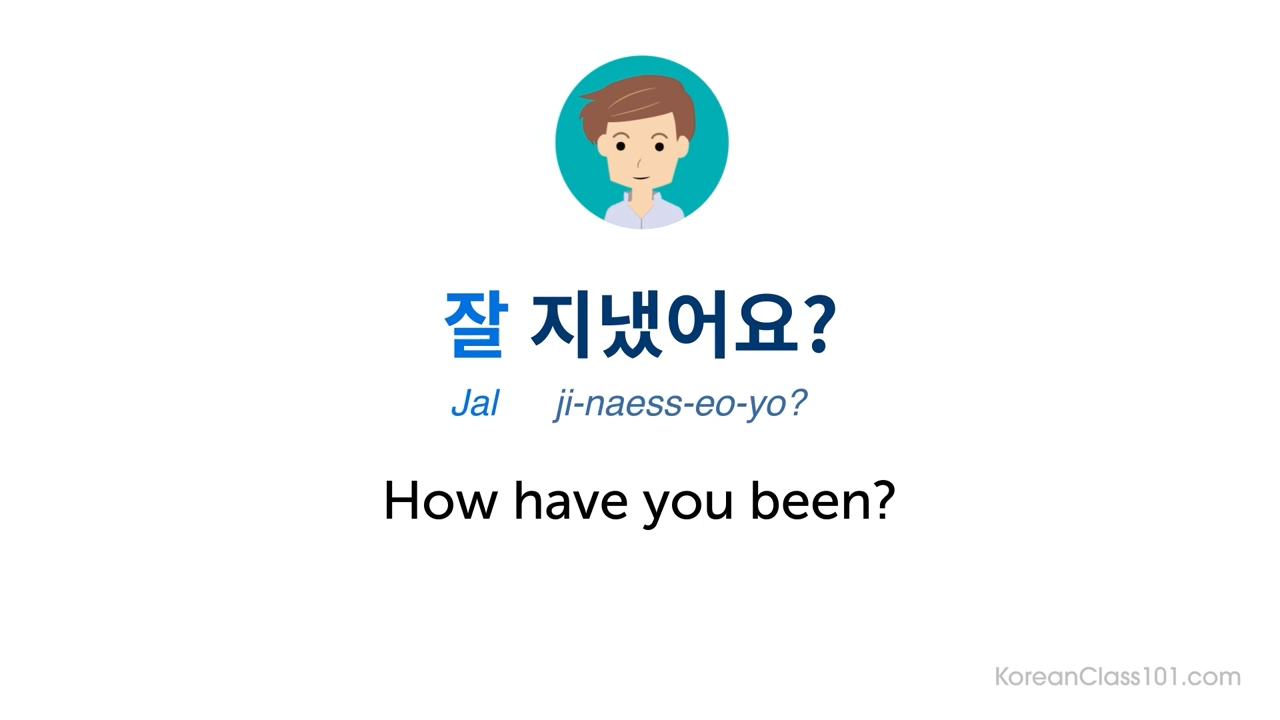 잘 지냈어요?
Jal ji-naess-eo-yo?
How have you been?
KoreanClass101.com